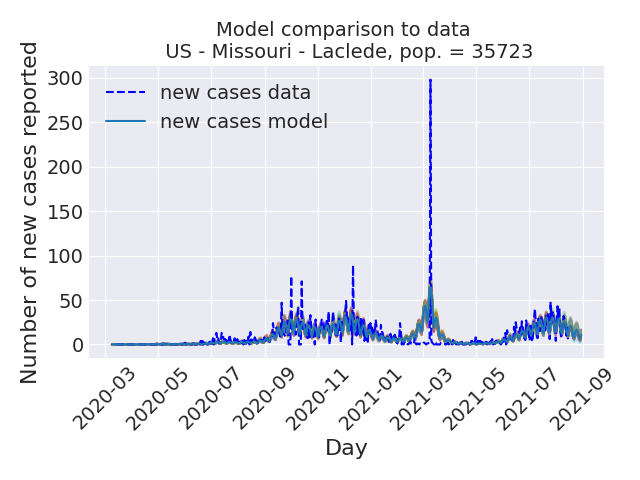 Model comparison to data
US - Missouri - Laclede, pop. = 35723
Number of new cases reported
300
250
200
150
100
50
0
new cases data
new cases model
2020-03
2020-05
2020-07
2020-09
2020-11
2021-01
2021-03
2021-05
2021-07
2021-09
Day